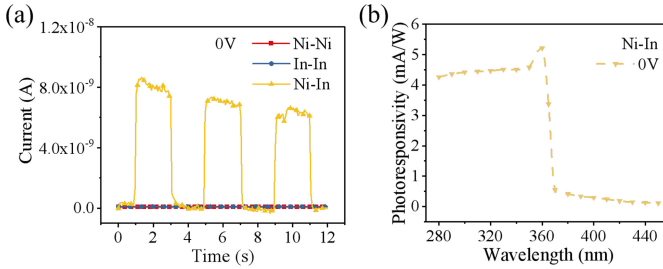 (a)
Current (A)
1.2x10⁻⁸
8.0x10⁻⁹
4.0x10⁻⁹
0.0
0V
Ni-Ni
In-In
Ni-In
0 2 4 6 8 10 12
Time (s)
(b)
Photoresponsivity (mA/W)
6
5
4
3
2
1
0
Ni-In
0V
280 320 360 400 440
Wavelength (nm)